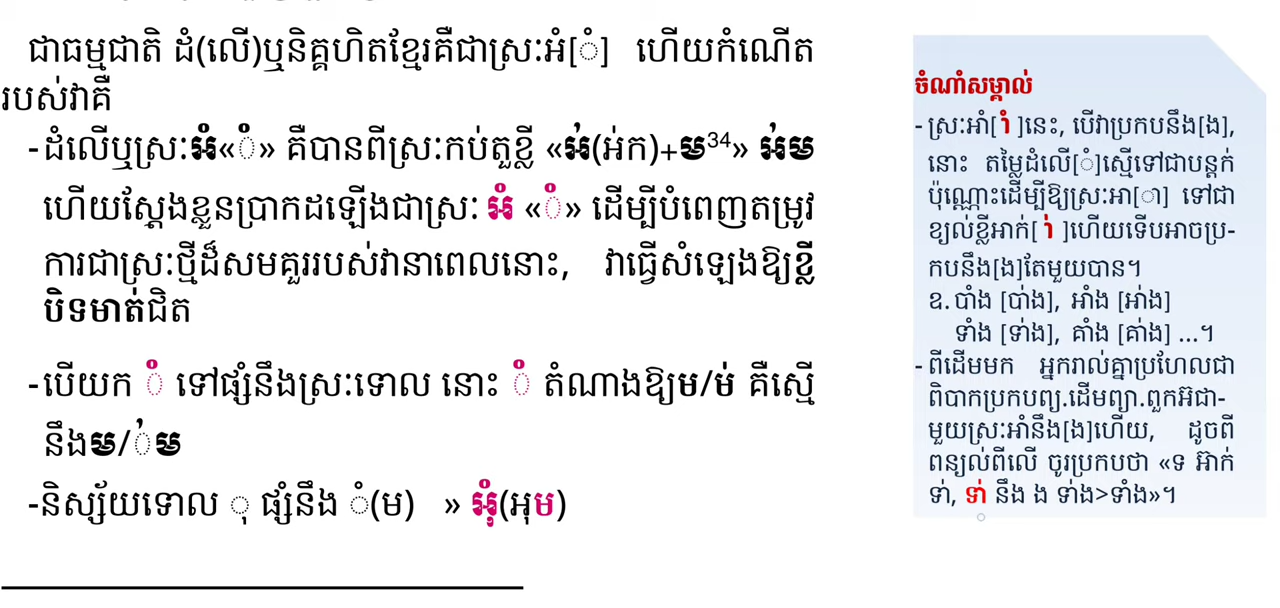 ជាធម្មជាតិ ដំ(លើ)ឬនិគ្គហិតខ្មែរគឺជាស្រៈអំ[ំ] ហើយកំណើត
របស់វាគឺ
-ដំលើឬស្រៈអំ«ំ» គឺបានពីស្រៈកប់តួខ្លី «អ់(អ់ក)+ម34» អ់ម
ហើយស្តែងខ្លួនប្រាកដឡើងជាស្រៈ អំ «ំ» ដើម្បីបំពេញតម្រូវ
ការជាស្រៈថ្មីដ៏សមគួររបស់វានាពេលនោះ, វាធ្វើសំឡេងឱ្យខ្លី
បិទមាត់ជិត
-បើយក ំ ទៅផ្សំនឹងស្រៈទោល នោះ ំ តំណាងឱ្យម/ម់ គឺស្មើ
នឹងម/់ម
-និស្ស័យទោល ុ ផ្សំនឹង ំ(ម) » អុំ(អុម)
ចំណាំសម្គាល់
- ស្រៈអាំ[ាំ ]នេះ, បើវាប្រកបនឹង[ង],
នោះ តម្លៃដំលើ[ំ]ស្មើទៅជាបន្តក់
ប៉ុណ្ណោះដើម្បីឱ្យស្រៈអា[ា] ទៅជា
ខ្យល់ខ្លីអាក់[ា់ ]ហើយទើបអាចប្រ-
កបនឹង[ង]តែមួយបាន។
ឧ. បាំង [បា់ង], អាំង [អា់ង]
ទាំង [ទា់ង], គាំង [គា់ង] ...។
- ពីដើមមក អ្នករាល់គ្នាប្រហែលជា
ពិបាកប្រកបព្យ.ដើមព្យា.ពួកអ៊ជា-
មួយស្រៈអាំនឹង[ង]ហើយ, ដូចពី
ពន្យល់ពីលើ ចូរប្រកបថា «ទ អ៊ាក់
ទា់, ទា់ នឹង ង ទា់ង>ទាំង»។